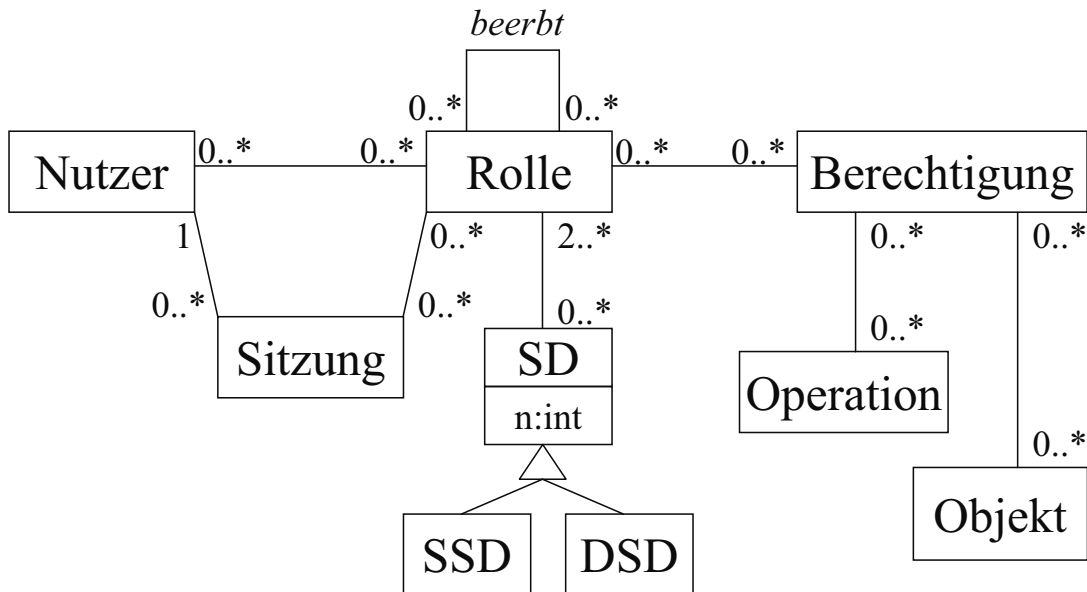 beerbt
0..* 0..*
Nutzer 0..* 0..* Rolle 0..* 0..* Berechtigung
1 0..* 2..* 0..* 0..*
0..* 0..* 0..*
Sitzung SD 0..*
n:int Operation
0..*
SSD DSD Objekt